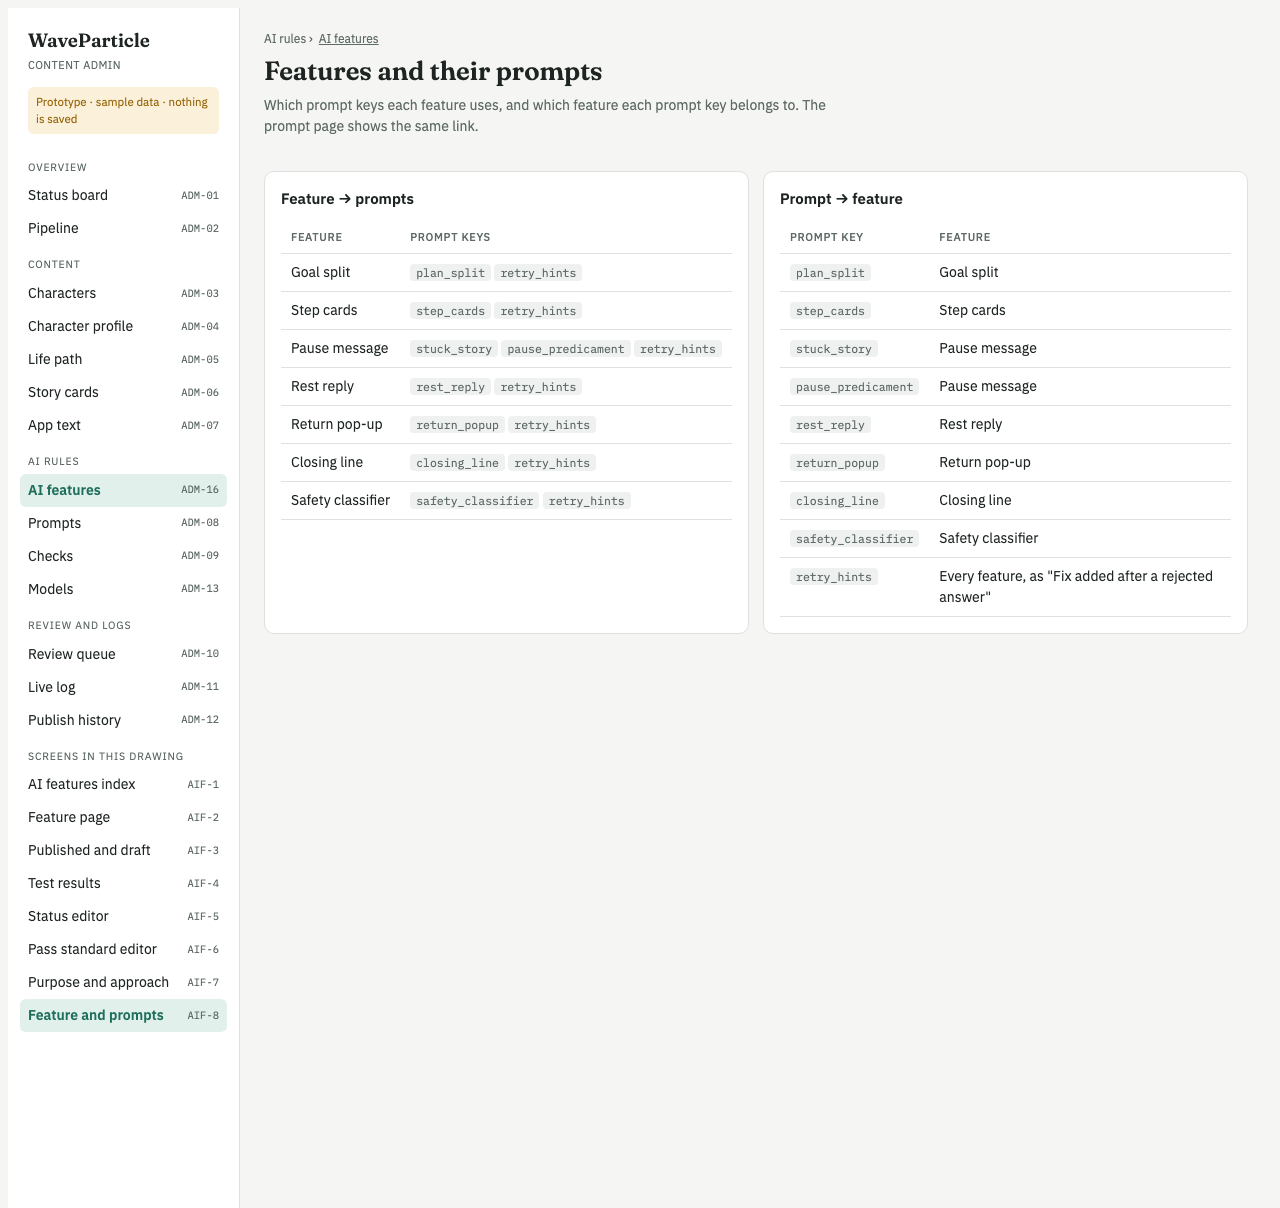 WaveParticle
CONTENT ADMIN
Prototype · sample data · nothing
is saved
OVERVIEW
Status board ADM-01
Pipeline ADM-02
CONTENT
Characters ADM-03
Character profile ADM-04
Life path ADM-05
Story cards ADM-06
App text ADM-07
AI RULES
AI features ADM-16
Prompts ADM-08
Checks ADM-09
Models ADM-13
REVIEW AND LOGS
Review queue ADM-10
Live log ADM-11
Publish history ADM-12
SCREENS IN THIS DRAWING
AI features index AIF-1
Feature page AIF-2
Published and draft AIF-3
Test results AIF-4
Status editor AIF-5
Pass standard editor AIF-6
Purpose and approach AIF-7
Feature and prompts AIF-8
AI rules › AI features
Features and their prompts
Which prompt keys each feature uses, and which feature each prompt key belongs to. The
prompt page shows the same link.
Feature → prompts
FEATURE PROMPT KEYS
Goal split plan_split retry_hints
Step cards step_cards retry_hints
Pause message stuck_story pause_predicament retry_hints
Rest reply rest_reply retry_hints
Return pop-up return_popup retry_hints
Closing line closing_line retry_hints
Safety classifier safety_classifier retry_hints
Prompt → feature
PROMPT KEY FEATURE
plan_split Goal split
step_cards Step cards
stuck_story Pause message
pause_predicament Pause message
rest_reply Rest reply
return_popup Return pop-up
closing_line Closing line
safety_classifier Safety classifier
retry_hints Every feature, as "Fix added after a rejected
answer"